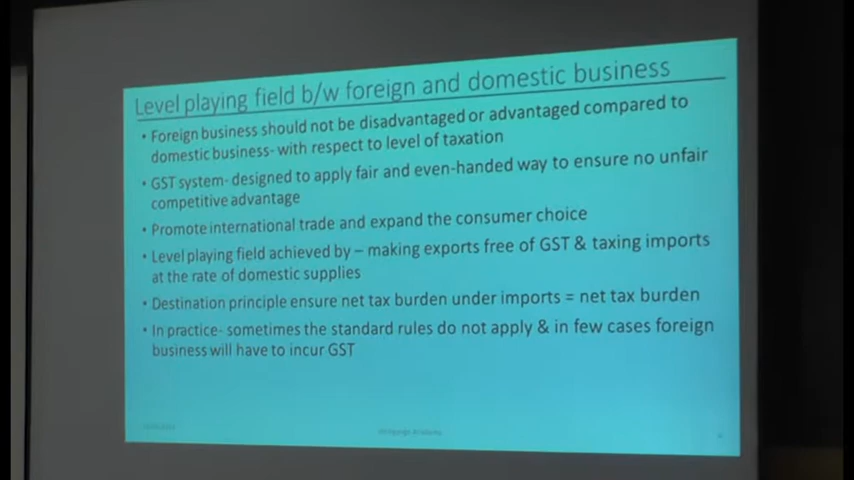 Level playing field b/w foreign and domestic business
• Foreign business should not be disadvantaged or advantaged compared to
domestic business- with respect to level of taxation
• GST system- designed to apply fair and even-handed way to ensure no unfair
competitive advantage
• Promote international trade and expand the consumer choice
• Level playing field achieved by – making exports free of GST & taxing imports
at the rate of domestic supplies
• Destination principle ensure net tax burden under imports = net tax burden
• In practice- sometimes the standard rules do not apply & in few cases foreign
business will have to incur GST